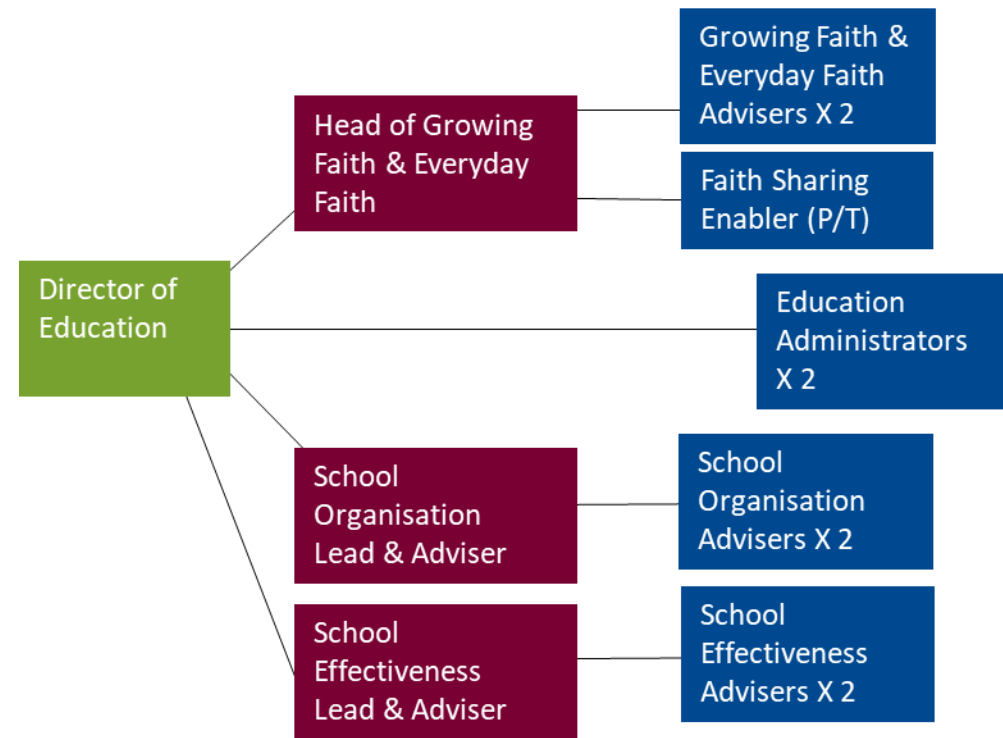 Growing Faith &
Everyday Faith
Advisers X 2
Head of Growing
Faith & Everyday
Faith
Faith Sharing
Enabler (P/T)
Director of
Education
Education
Administrators
X 2
School
Organisation
Lead & Adviser
School
Organisation
Advisers X 2
School
Effectiveness
Lead & Adviser
School
Effectiveness
Advisers X 2